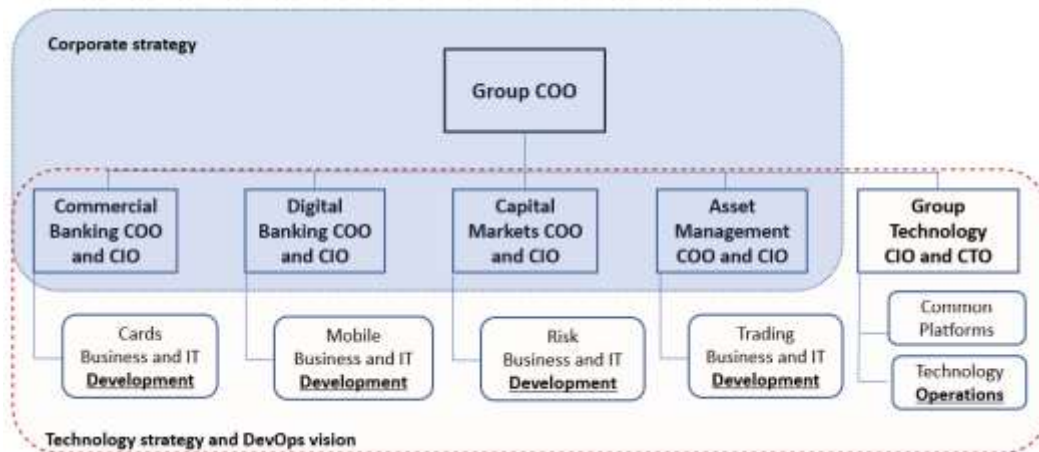 Corporate strategy
Group COO
Commercial
Banking COO
and CIO
Digital
Banking COO
and CIO
Capital
Markets COO
and CIO
Asset
Management
COO and CIO
Group
Technology
CIO and CTO
Cards
Business and IT
Development
Mobile
Business and IT
Development
Risk
Business and IT
Development
Trading
Business and IT
Development
Common
Platforms
Technology
Operations
Technology strategy and DevOps vision